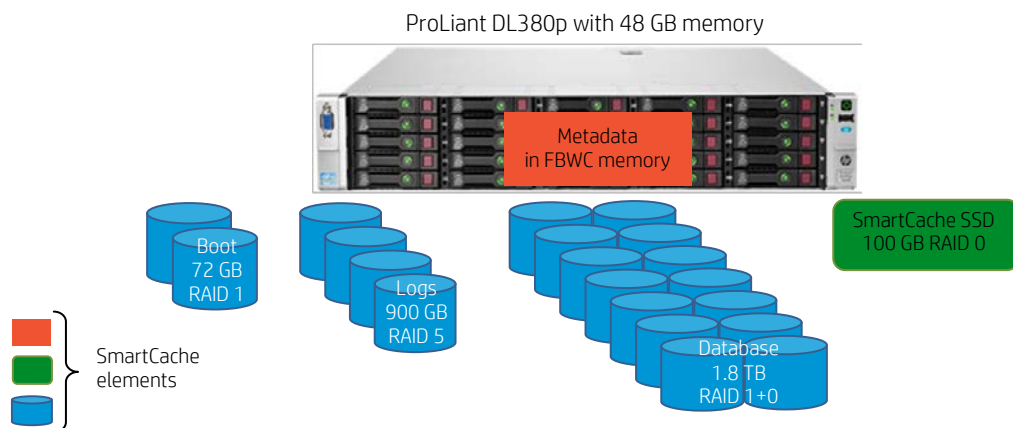 ProLiant DL380p with 48 GB memory
Metadata
in FBWC memory
SmartCache SSD
100 GB RAID 0
Boot
72 GB
RAID 1
Logs
900 GB
RAID 5
Database
1.8 TB
RAID 1+0
SmartCache
elements